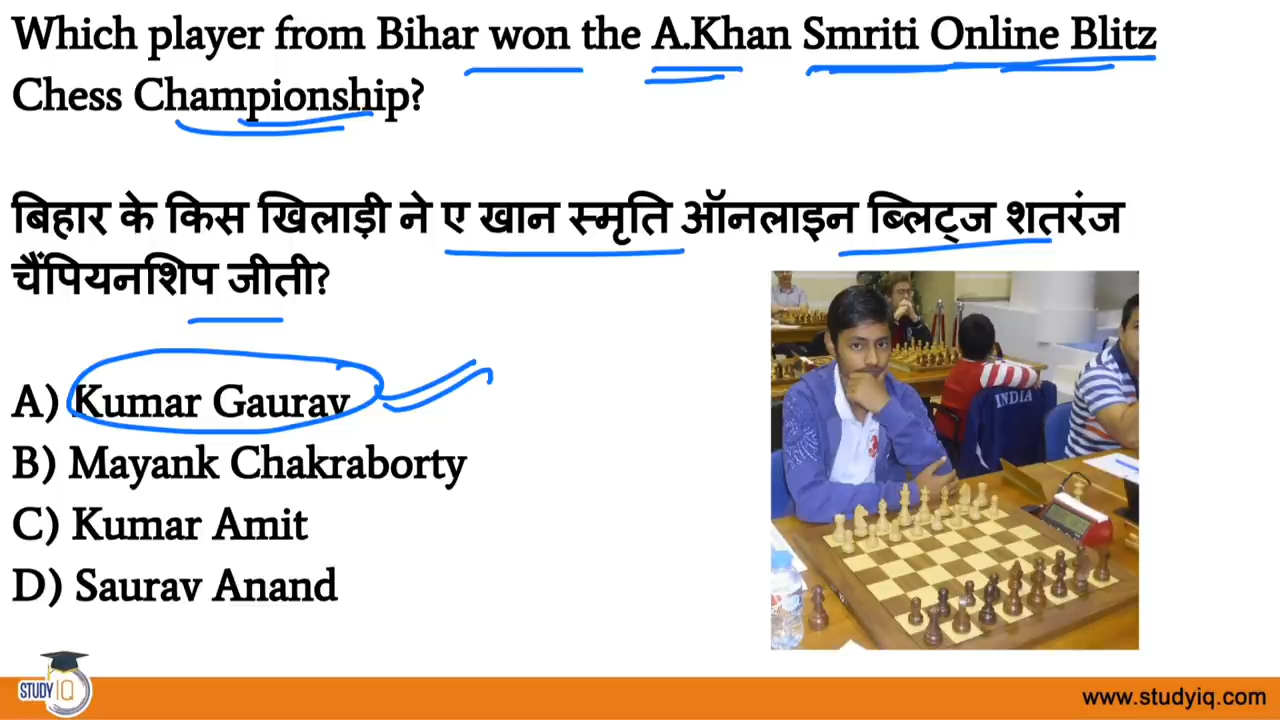 Which player from Bihar won the A.Khan Smriti Online Blitz
Chess Championship?
बिहार के किस खिलाड़ी ने ए खान स्मृति ऑनलाइन ब्लिट्ज शतरंज
चैंपियनशिप जीती?
A) Kumar Gaurav
B) Mayank Chakraborty
C) Kumar Amit
D) Saurav Anand
INDIA
STUDY IQ
www.studyiq.com